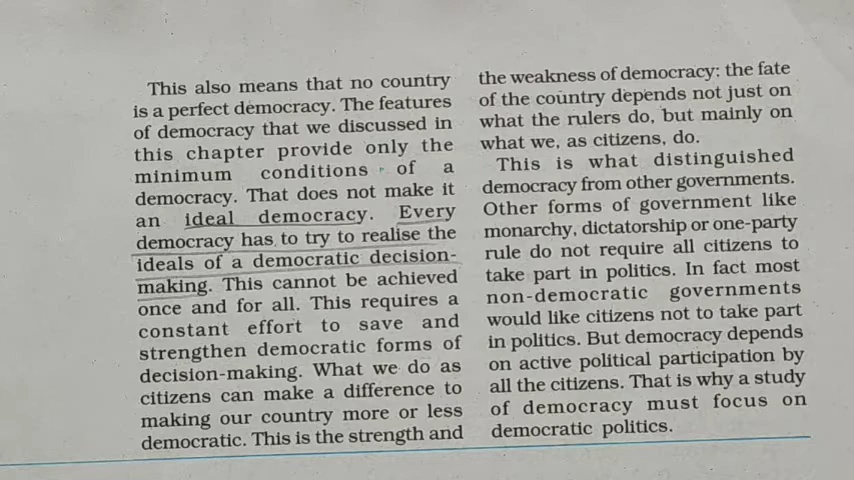 This also means that no country
is a perfect democracy. The features
of democracy that we discussed in
this chapter provide only the
minimum conditions of a
democracy. That does not make it
an ideal democracy. Every
democracy has to try to realise the
ideals of a democratic decision-
making. This cannot be achieved
once and for all. This requires a
constant effort to save and
strengthen democratic forms of
decision-making. What we do as
citizens can make a difference to
making our country more or less
democratic. This is the strength and
the weakness of democracy: the fate
of the country depends not just on
what the rulers do, but mainly on
what we, as citizens, do.
This is what distinguished
democracy from other governments.
Other forms of government like
monarchy, dictatorship or one-party
rule do not require all citizens to
take part in politics. In fact most
non-democratic governments
would like citizens not to take part
in politics. But democracy depends
on active political participation by
all the citizens. That is why a study
of democracy must focus on
democratic politics.